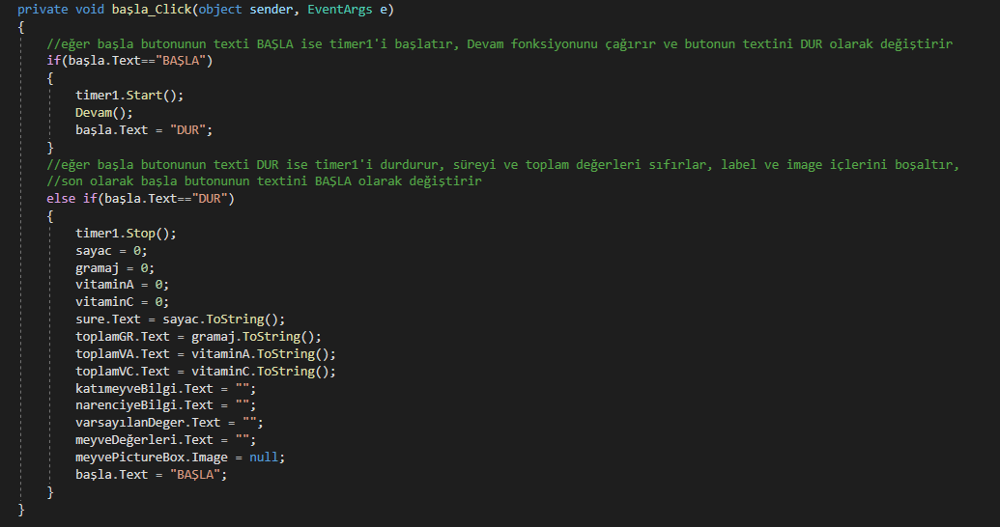 private void başla_Click(object sender, EventArgs e)
{
//eğer başla butonunun texti BAŞLA ise timer1'i başlatır, Devam fonksiyonunu çağırır ve butonun textini DUR olarak değiştirir
if(başla.Text=="BAŞLA")
{
timer1.Start();
Devam();
başla.Text = "DUR";
}
//eğer başla butonunun texti DUR ise timer1'i durdurur, süreyi ve toplam değerleri sıfırlar, label ve image içlerini boşaltır,
//son olarak başla butonunun textini BAŞLA olarak değiştirir
else if(başla.Text=="DUR")
{
timer1.Stop();
sayac = 0;
gramaj = 0;
vitaminA = 0;
vitaminC = 0;
sure.Text = sayac.ToString();
toplamGR.Text = gramaj.ToString();
toplamVA.Text = vitaminA.ToString();
toplamVC.Text = vitaminC.ToString();
katımeyveBilgi.Text = "";
narenciyeBilgi.Text = "";
varsayılanDeger.Text = "";
meyveDeğerleri.Text = "";
meyvePictureBox.Image = null;
başla.Text = "BAŞLA";
}
}